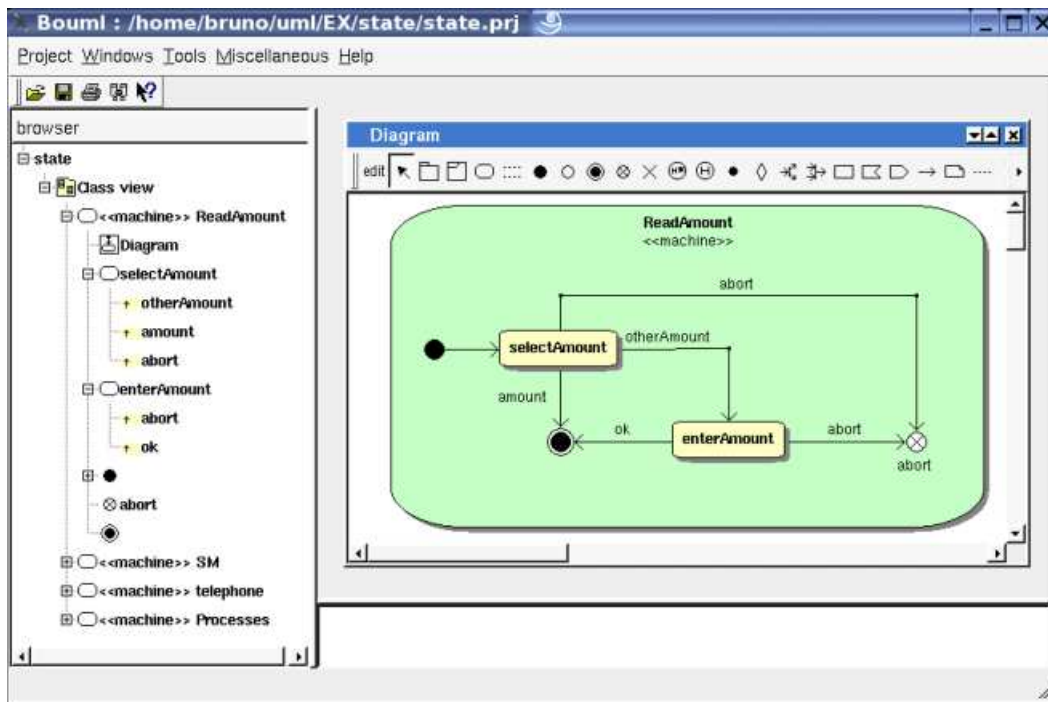 Bouml : /home/bruno/uml/EX/state/state.prj
Project Windows Tools Miscellaneous Help
browser
state
Class view
<<machine>> ReadAmount
Diagram
selectAmount
otherAmount
amount
abort
enterAmount
abort
ok
abort
<<machine>> SM
<<machine>> telephone
<<machine>> Processes
Diagram
edit
ReadAmount
<<machine>>
abort
selectAmount
otherAmount
amount
ok
enterAmount
abort
abort